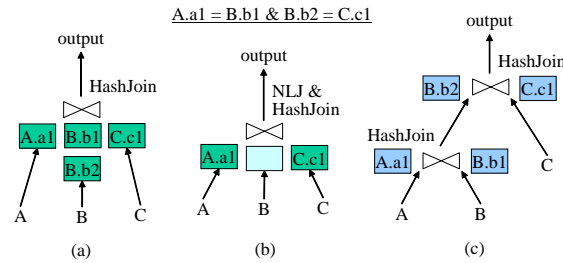 A.a1 = B.b1 & B.b2 = C.c1
output
HashJoin
A.a1 B.b1 C.c1
B.b2
A B C
(a)
output
NLJ &
HashJoin
A.a1 C.c1
A B C
(b)
output
HashJoin
B.b2 C.c1
HashJoin
A.a1 B.b1
C
A B
(c)